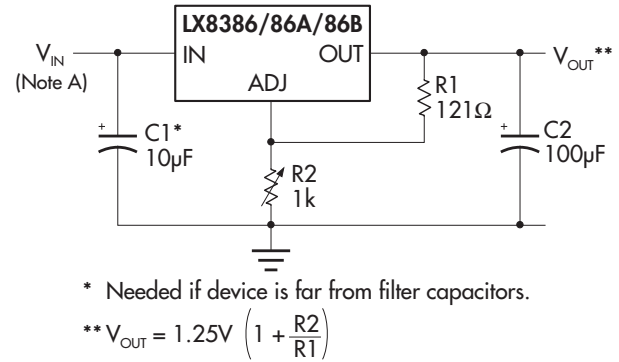 LX8386/86A/86B
V_IN
(Note A)
IN
OUT
ADJ
V_OUT**
R1
121Ω
+
C1*
10µF
R2
1k
+
C2
100µF
* Needed if device is far from filter capacitors.
** V_OUT = 1.25V (1 + R2/R1)